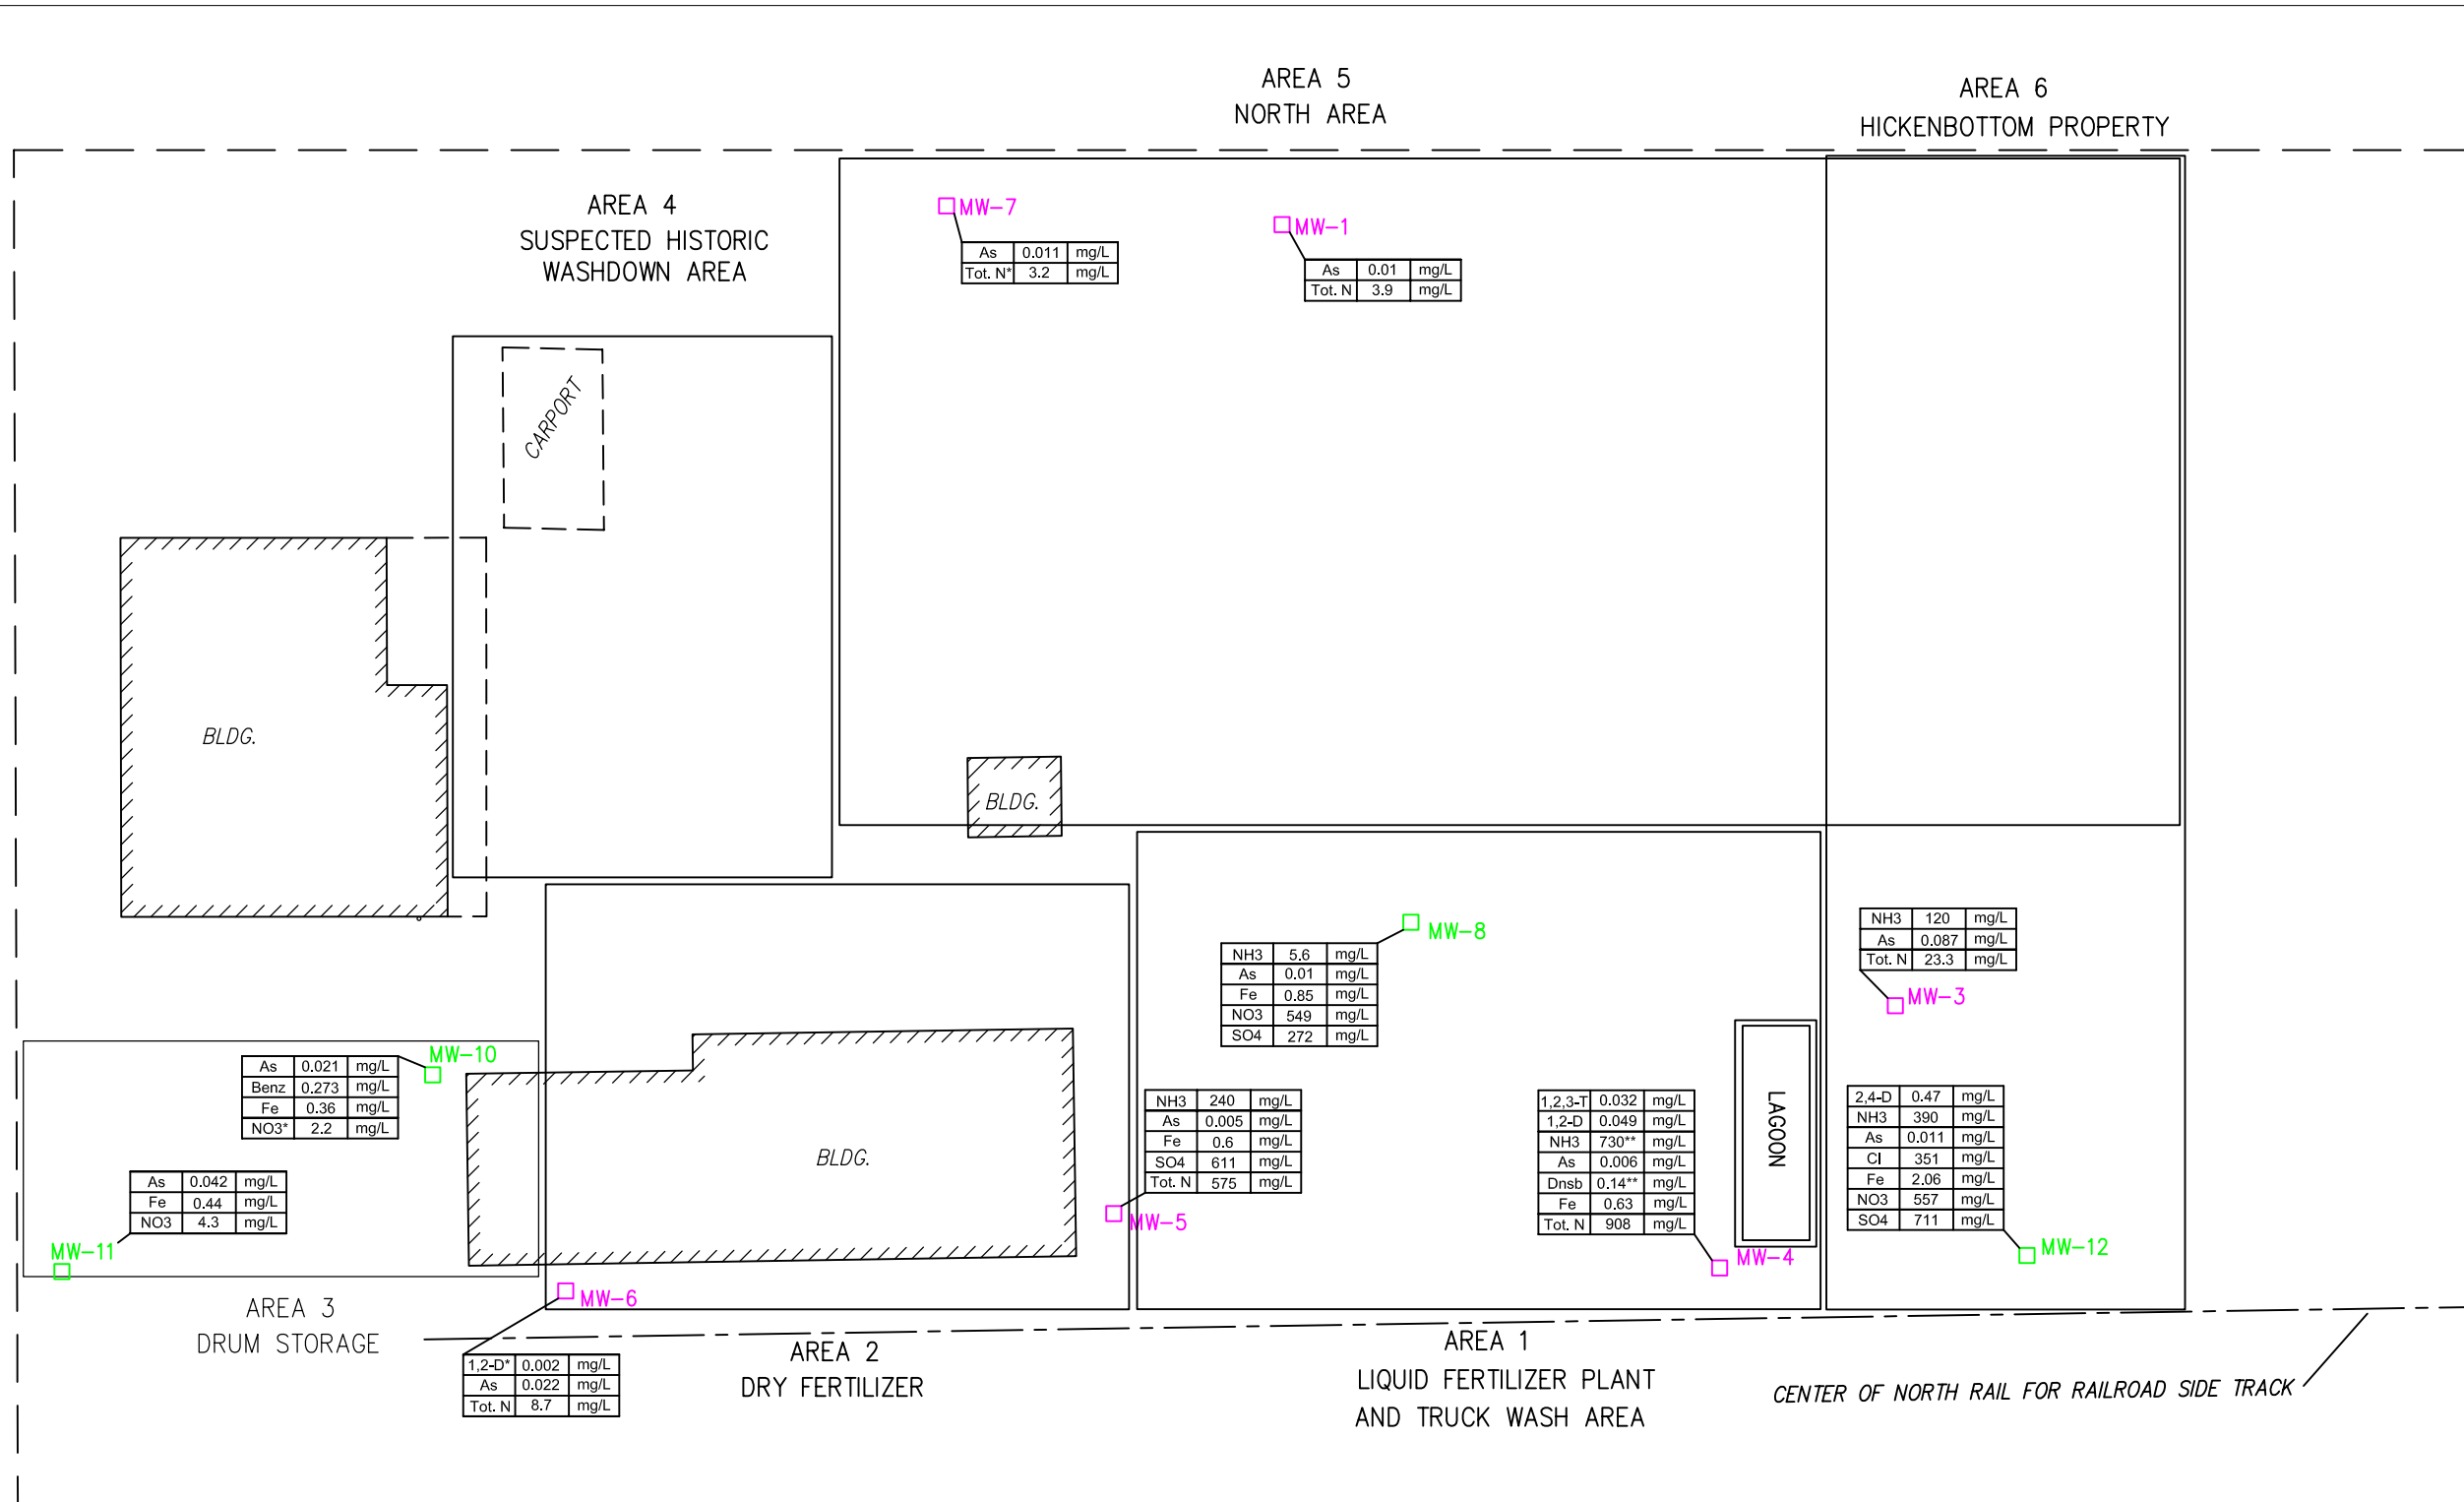 AREA 5
NORTH AREA
AREA 6
HICKENBOTTOM PROPERTY
AREA 4
SUSPECTED HISTORIC
WASHDOWN AREA
MW-7
As 0.011 mg/L
Tot. N* 3.2 mg/L
MW-1
As 0.01 mg/L
Tot. N 3.9 mg/L
CARPORT
BLDG.
BLDG.
MW-8
NH3 5.6 mg/L
As 0.01 mg/L
Fe 0.85 mg/L
NO3 549 mg/L
SO4 272 mg/L
NH3 120 mg/L
As 0.087 mg/L
Tot. N 23.3 mg/L
MW-3
MW-10
As 0.021 mg/L
Benz 0.273 mg/L
Fe 0.36 mg/L
NO3* 2.2 mg/L
As 0.042 mg/L
Fe 0.44 mg/L
NO3 4.3 mg/L
MW-11
BLDG.
NH3 240 mg/L
As 0.005 mg/L
Fe 0.6 mg/L
SO4 611 mg/L
Tot. N 575 mg/L
MW-5
1,2,3-T 0.032 mg/L
1,2-D 0.049 mg/L
NH3 730** mg/L
As 0.006 mg/L
Dnsb 0.14** mg/L
Fe 0.63 mg/L
Tot. N 908 mg/L
MW-4
LAGOON
2,4-D 0.47 mg/L
NH3 390 mg/L
As 0.011 mg/L
Cl 351 mg/L
Fe 2.06 mg/L
NO3 557 mg/L
SO4 711 mg/L
MW-12
MW-6
AREA 3
DRUM STORAGE
1,2-D* 0.002 mg/L
As 0.022 mg/L
Tot. N 8.7 mg/L
AREA 2
DRY FERTILIZER
AREA 1
LIQUID FERTILIZER PLANT
AND TRUCK WASH AREA
CENTER OF NORTH RAIL FOR RAILROAD SIDE TRACK